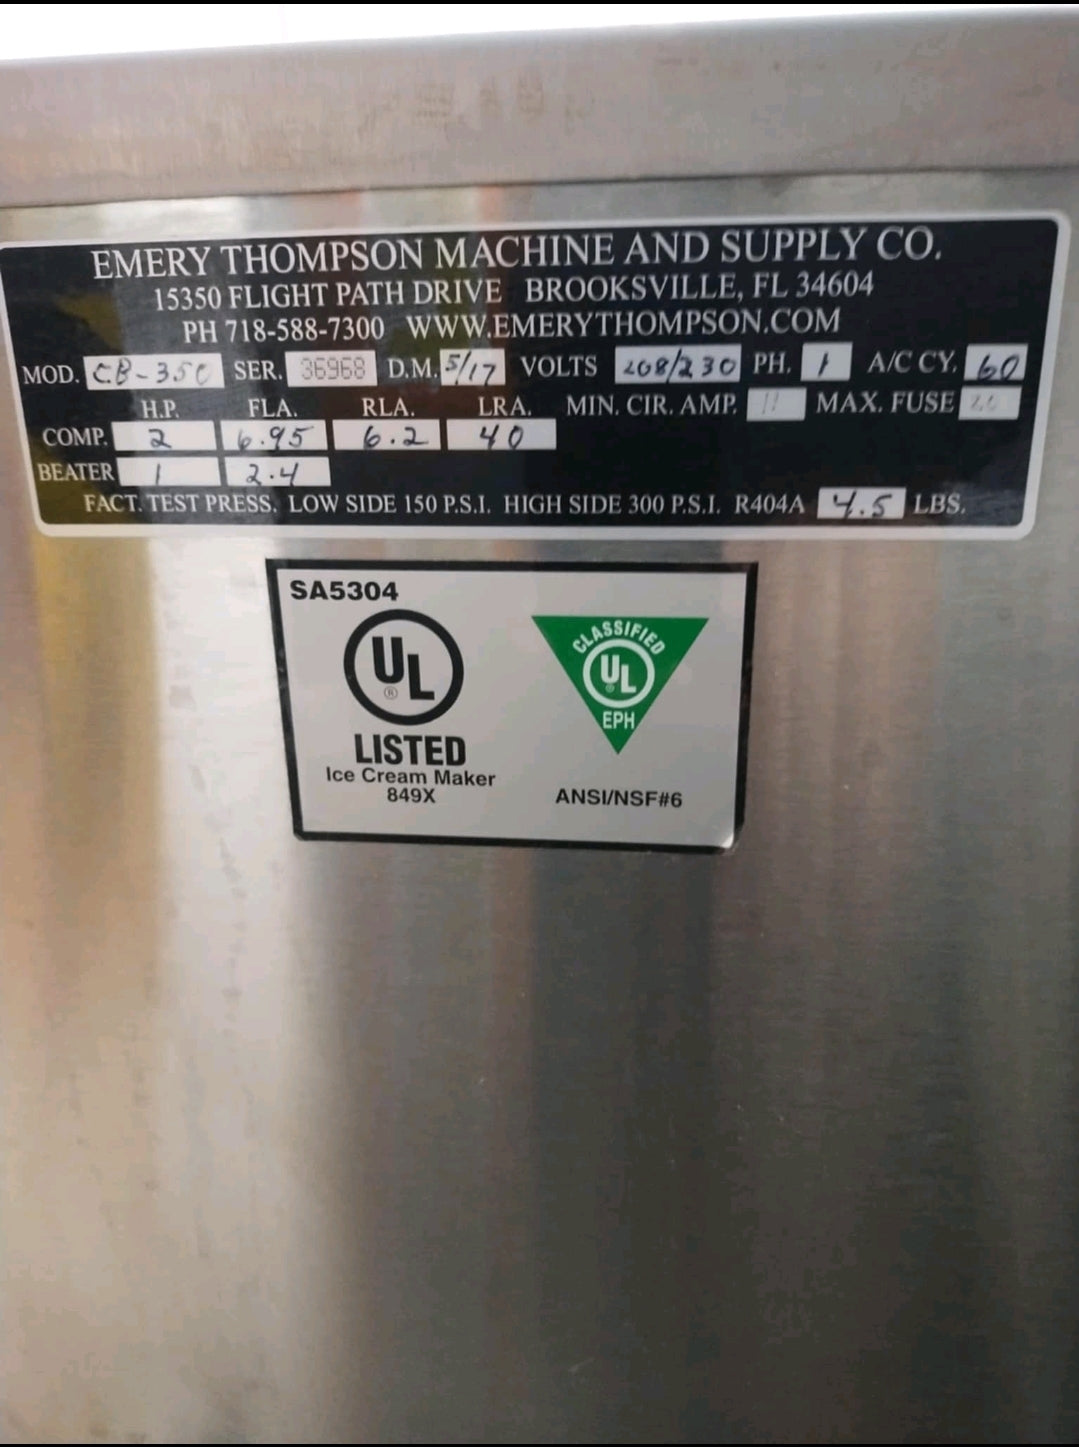 EMERY THOMPSON MACHINE AND SUPPLY CO.
15350 FLIGHT PATH DRIVE BROOKSVILLE, FL 34604
PH 718-588-7300 WWW.EMERYTHOMPSON.COM
MOD. CB-350 SER. 36968 D.M. 5/17 VOLTS 208/230 PH. 1 A/C CY. 60
H.P. FLA. RLA. LRA. MIN. CIR. AMP. MAX. FUSE
COMP. 2 6.95 6.2 40
BEATER 1 2.4
FACT. TEST PRESS. LOW SIDE 150 P.S.I. HIGH SIDE 300 P.S.I. R404A 4.5 LBS.
SA5304
UL
®
LISTED
Ice Cream Maker
849X
CLASSIFIED
UL
®
EPH
ANSI/NSF#6